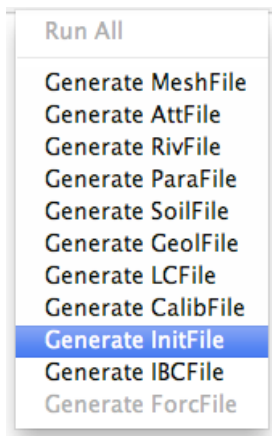 Run All
Generate MeshFile
Generate AttFile
Generate RivFile
Generate ParaFile
Generate SoilFile
Generate GeolFile
Generate LCFile
Generate CalibFile
Generate InitFile
Generate IBCFile
Generate ForcFile